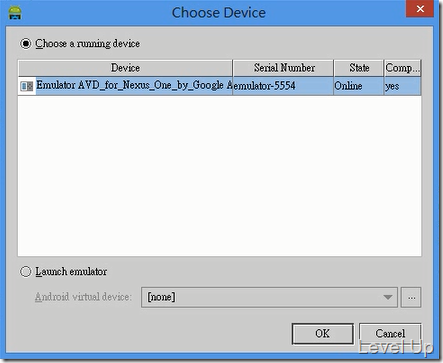 Choose Device
Choose a running device
Device Serial Number State Comp...
Emulator AVD_for_Nexus_One_by_Google A emulator-5554 Online yes
Launch emulator
Android virtual device: [none] ...
OK Cancel
Level Up